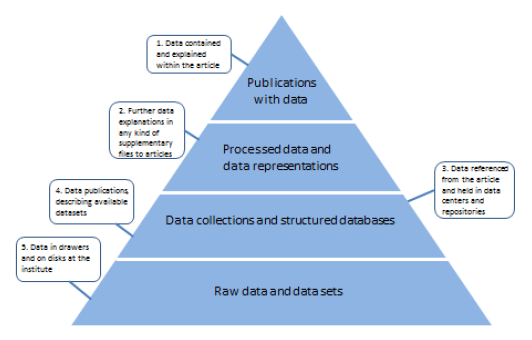 1. Data contained
and explained
within the article
Publications
with data
2. Further data
explanations in
any kind of
supplementary
files to articles
Processed data and
data representations
3. Data referenced
from the article
and held in data
centers and
repositories
4. Data publications,
describing available
datasets
Data collections and structured databases
5. Data in drawers
and on disks at the
institute
Raw data and data sets